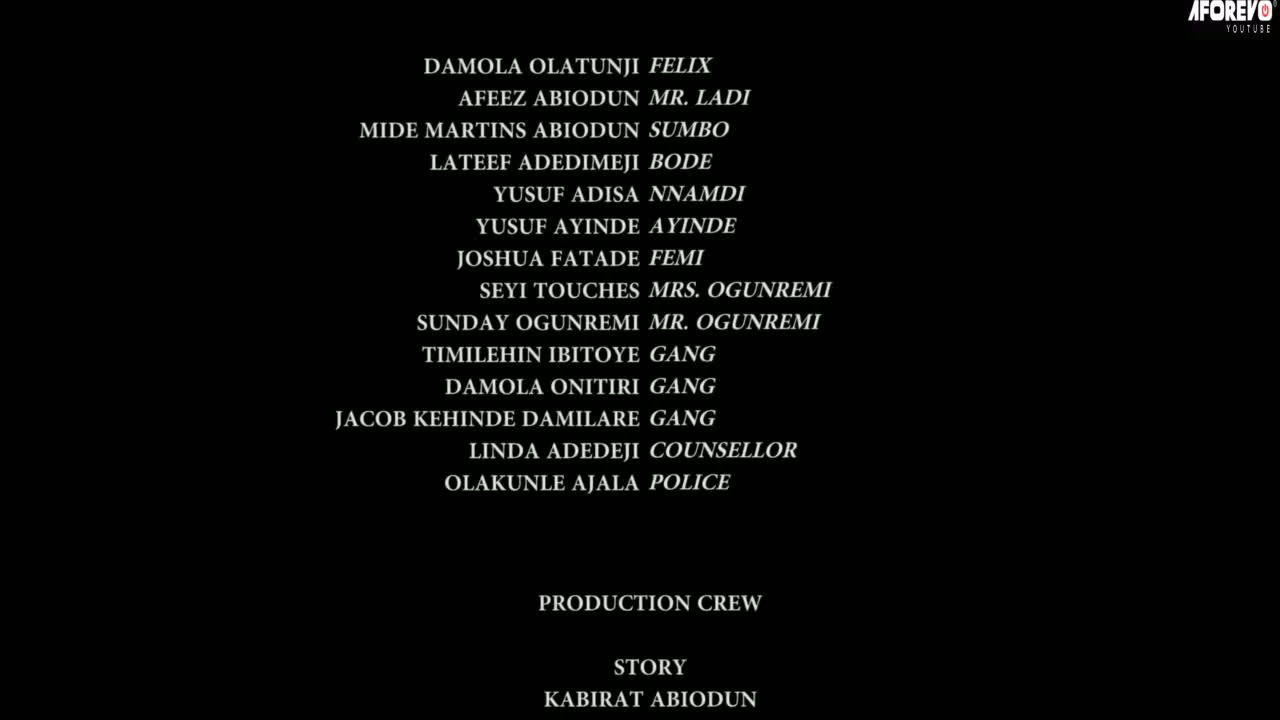 AFOREVO
YOUTUBE
DAMOLA OLATUNJI FELIX
AFEEZ ABIODUN MR. LADI
MIDE MARTINS ABIODUN SUMBO
LATEEF ADEDIMEJI BODE
YUSUF ADISA NNAMDI
YUSUF AYINDE AYINDE
JOSHUA FATADE FEMI
SEYI TOUCHES MRS. OGUNREMI
SUNDAY OGUNREMI MR. OGUNREMI
TIMILEHIN IBITOYE GANG
DAMOLA ONITIRI GANG
JACOB KEHINDE DAMILARE GANG
LINDA ADEDEJI COUNSELLOR
OLAKUNLE AJALA POLICE
PRODUCTION CREW
STORY
KABIRAT ABIODUN